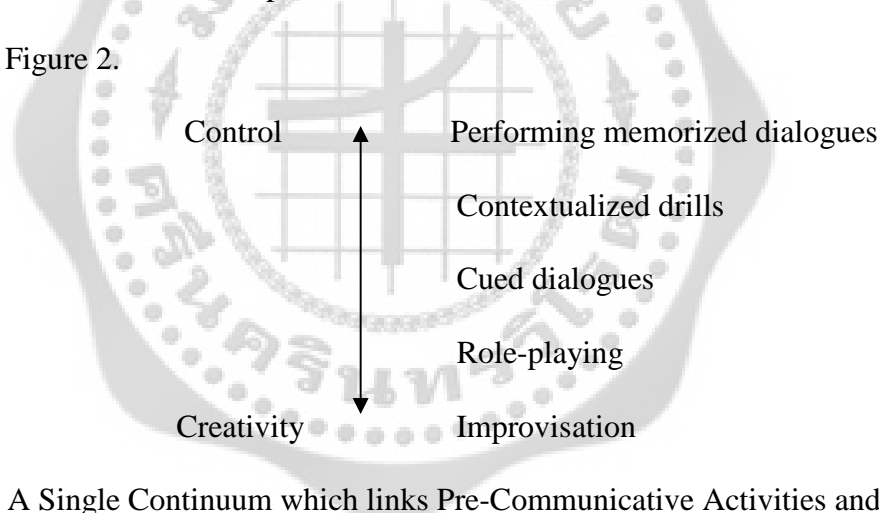 Figure 2.
Control Performing memorized dialogues
Contextualized drills
Cued dialogues
Role-playing
Creativity Improvisation
A Single Continuum which links Pre-Communicative Activities and